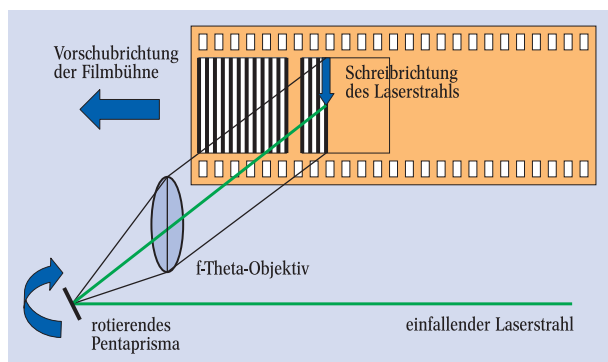 Vorschubrichtung
der Filmbühne
Schreibrichtung
des Laserstrahls
f-Theta-Objektiv
rotierendes
Pentaprisma
einfallender Laserstrahl